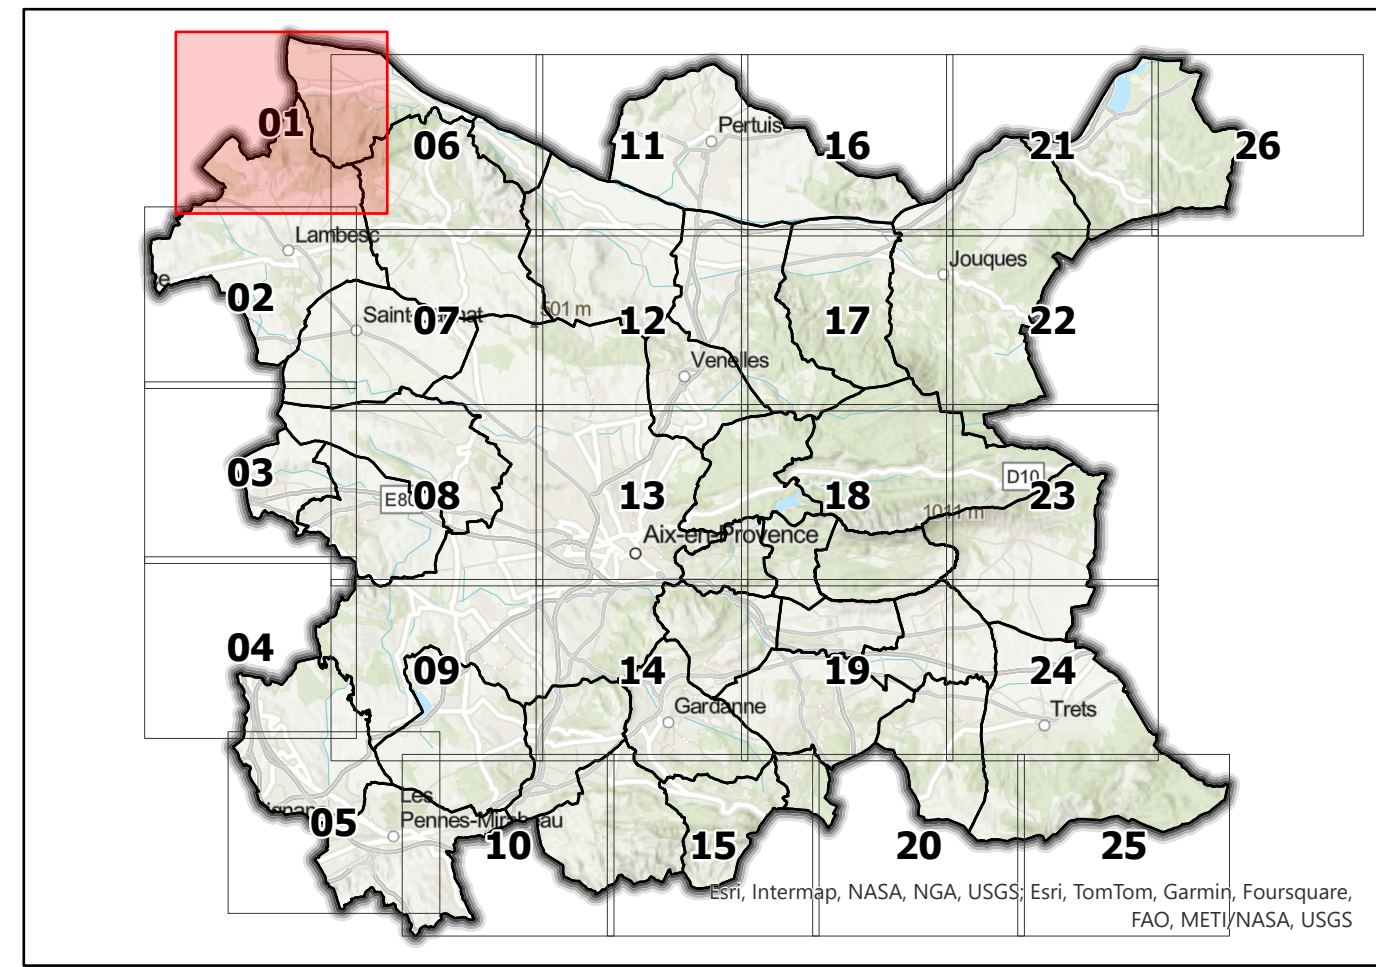 01
06
11
Pertuis
16
21
26
Lambesc
Jouques
02
07
501 m
12
17
22
Venelles
03
E80
08
13
18
D10
23
1011 m
Aix-en-Provence
04
09
14
19
24
Gardanne
Trets
05
Les
Pennes-Mirabeau
10
15
20
25
Esri, Intermap, NASA, NGA, USGS; Esri, TomTom, Garmin, Foursquare,
FAO, METI/NASA, USGS